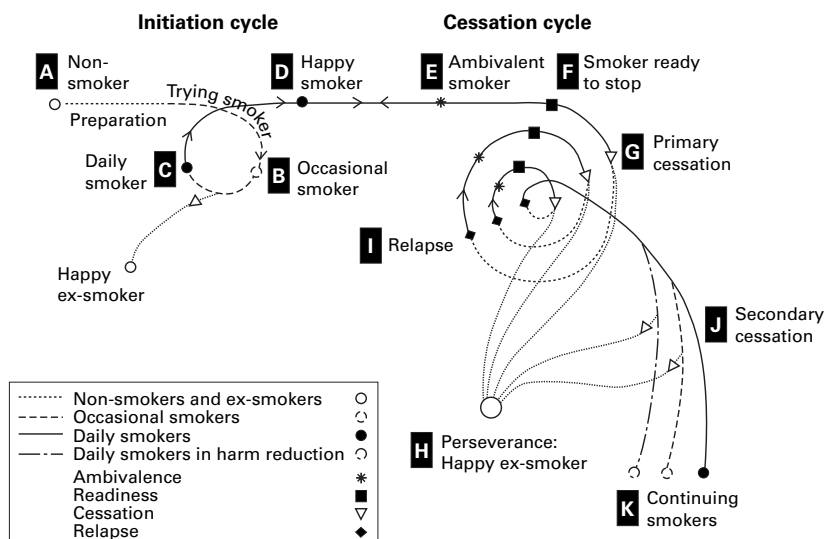 Initiation cycle
Cessation cycle
A
Non-
smoker
Preparation
Trying smoker
D
Happy
smoker
E
Ambivalent
smoker
F
Smoker ready
to stop
Daily
smoker
C
B
Occasional
smoker
G
Primary
cessation
I
Relapse
Happy
ex-smoker
J
Secondary
cessation
H
Perseverance:
Happy ex-smoker
K
Continuing
smokers
Non-smokers and ex-smokers
Occasional smokers
Daily smokers
Daily smokers in harm reduction
Ambivalence
Readiness
Cessation
Relapse